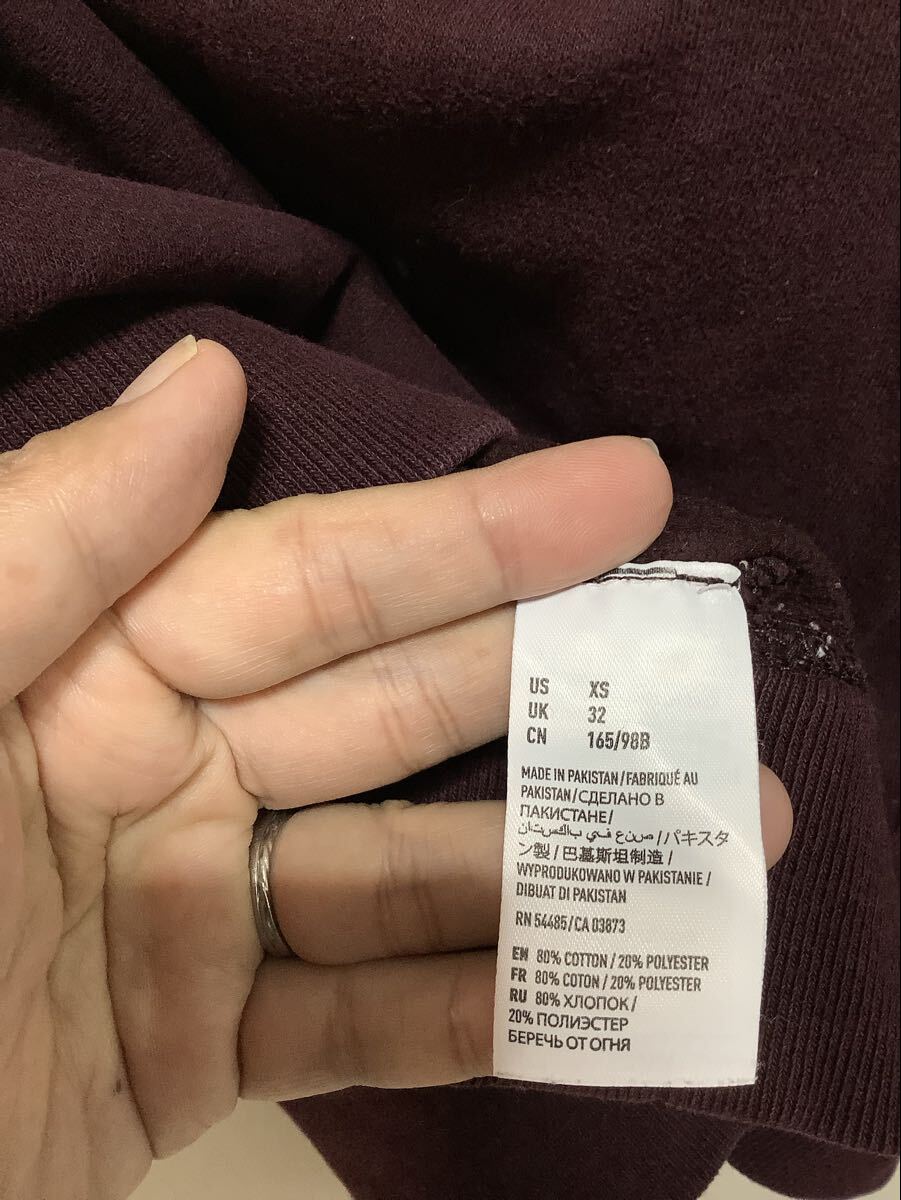 US XS
UK 32
CN 165/98B
MADE IN PAKISTAN/FABRIQUÉ AU
PAKISTAN/СДЕЛАНО В
ПАКИСТАНЕ/
صنع في باكستان/パキスタ
ン製/巴基斯坦制造/
WYPRODUKOWANO W PAKISTANIE/
DIBUAT DI PAKISTAN
RN 54485/CA 03873
EN 80% COTTON/20% POLYESTER
FR 80% COTON/20% POLYESTER
RU 80% ХЛОПОК/
20% ПОЛИЭСТЕР
БЕРЕЧЬ ОТ ОГНЯ